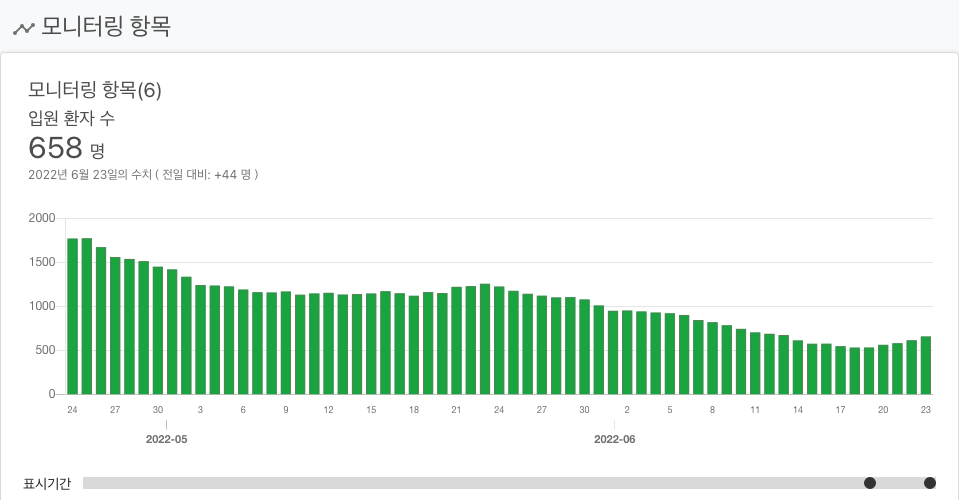 모니터링 항목
모니터링 항목(6)
입원 환자 수
658 명
2022년 6월 23일의 수치 ( 전일 대비: +44 명 )
2000
1500
1000
500
0
24 27 30 3 6 9 12 15 18 21 24 27 30 2 5 8 11 14 17 20 23
2022-05 2022-06
표시기간